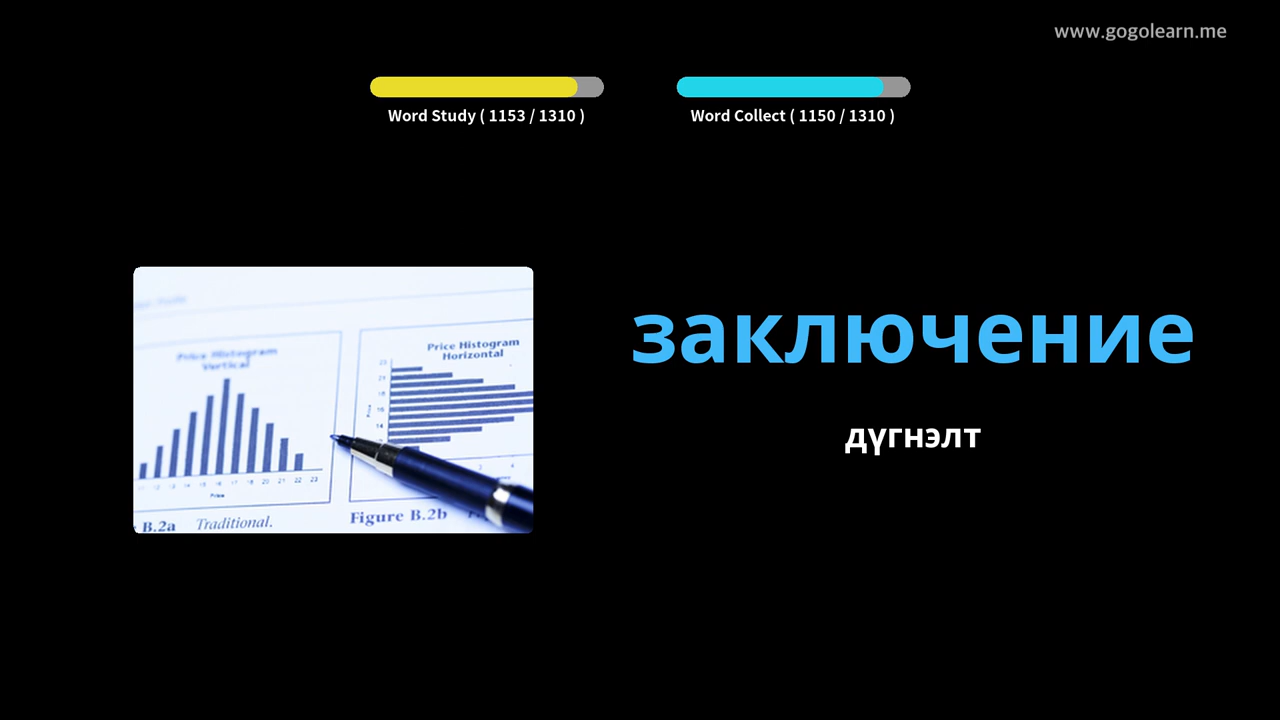 www.gogolearn.me
Word Study ( 1153 / 1310 )
Word Collect ( 1150 / 1310 )
заключение
дүгнэлт
Price Histogram
Vertical
Price Histogram
Horizontal
Price
B.2a Traditional.
Figure B.2b